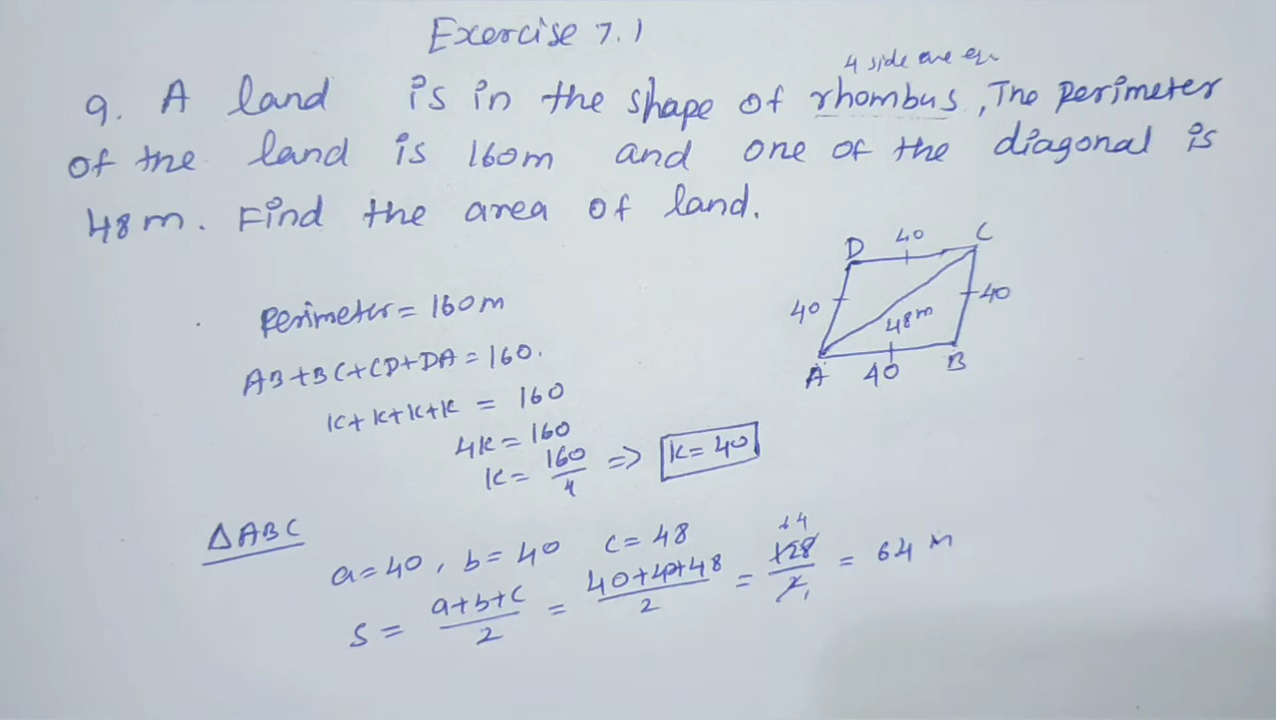 Exercise 7.1
4 side are eq
9. A land is in the shape of rhombus, The perimeter
of the land is 160m and one of the diagonal is
48m. Find the area of land.
D 40 C
40 40
48m
A 40 B
Perimeter = 160m
AB+BC+CD+DA = 160.
K+K+K+K = 160
4K = 160
K = 160/4 => K = 40
△ABC
a=40, b=40 c=48
S = a+b+c/2 = 40+40+48/2 = 128/2 = 64 m
64
1